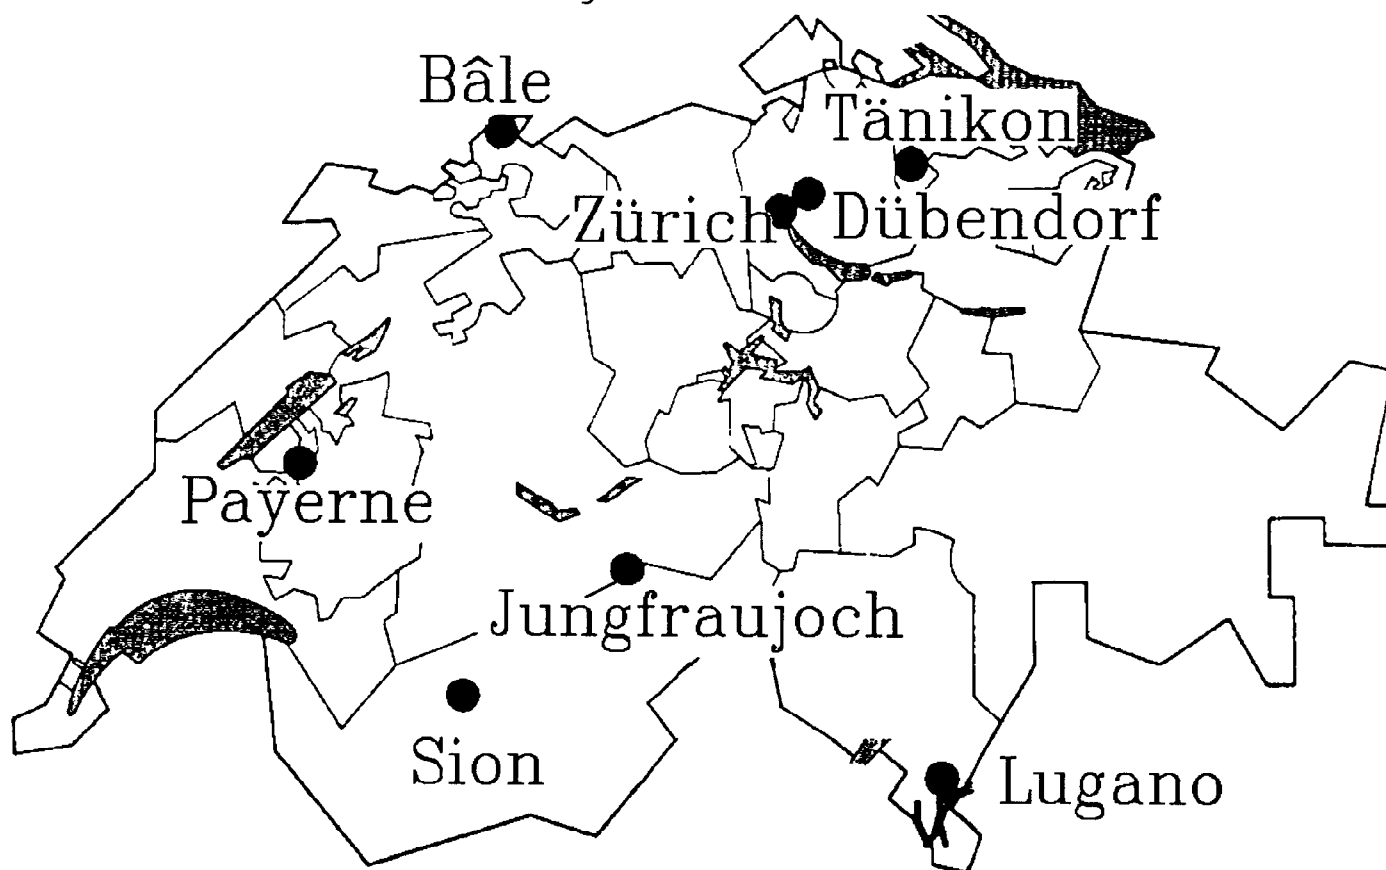 Bâle
Tänikon
Zürich
Dübendorf
Payerne
Jungfraujoch
Sion
Lugano